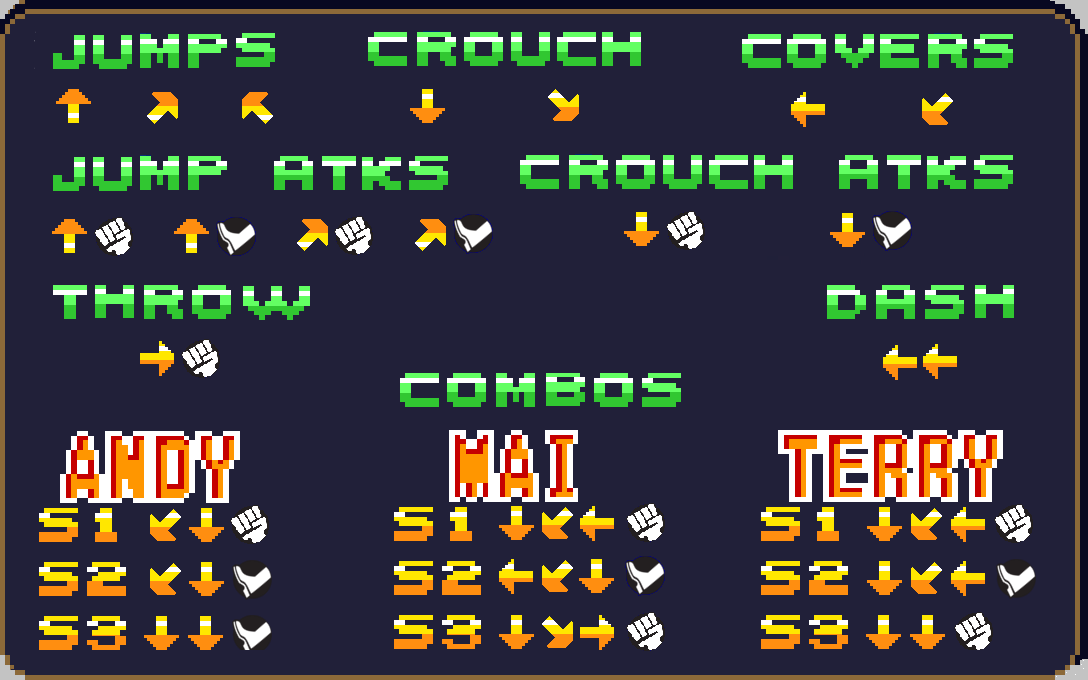 JUMPS CROUCH COVERS
JUMP ATKS CROUCH ATKS
THROW DASH
COMBOS
ANDY MAI TERRY
S1 S1 S1
S2 S2 S2
S3 S3 S3